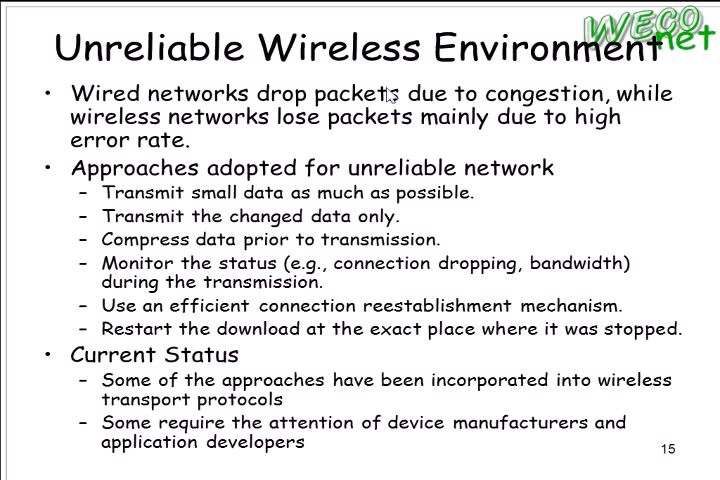 WECO
net
Unreliable Wireless Environment
• Wired networks drop packets due to congestion, while
wireless networks lose packets mainly due to high
error rate.
• Approaches adopted for unreliable network
– Transmit small data as much as possible.
– Transmit the changed data only.
– Compress data prior to transmission.
– Monitor the status (e.g., connection dropping, bandwidth)
during the transmission.
– Use an efficient connection reestablishment mechanism.
– Restart the download at the exact place where it was stopped.
• Current Status
– Some of the approaches have been incorporated into wireless
transport protocols
– Some require the attention of device manufacturers and
application developers
15